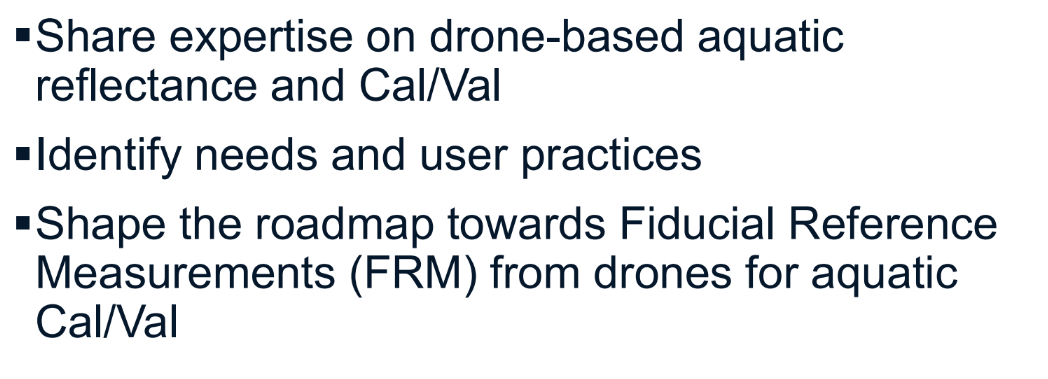 ▪Share expertise on drone-based aquatic
reflectance and Cal/Val
▪Identify needs and user practices
▪Shape the roadmap towards Fiducial Reference
Measurements (FRM) from drones for aquatic
Cal/Val